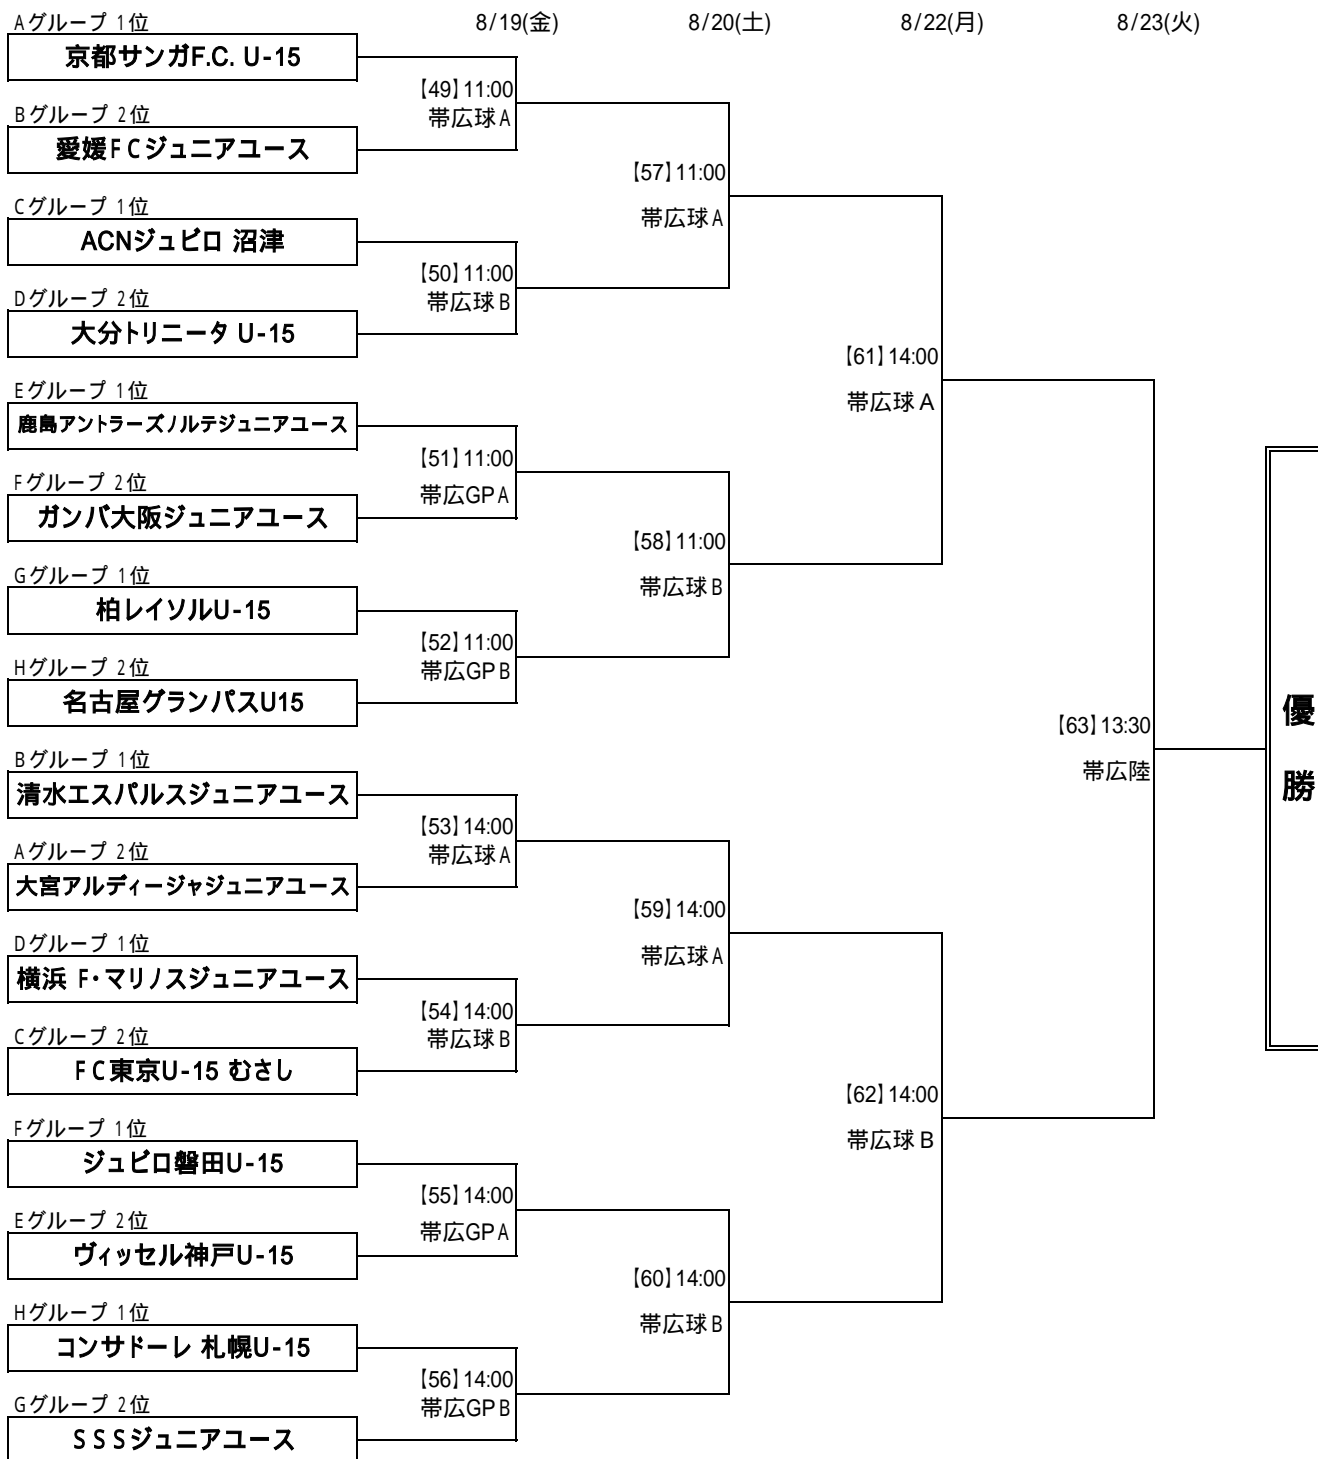 8/19(金) 8/20(土) 8/22(月) 8/23(火)
Aグループ 1位
京都サンガF.C. U-15
【49】11:00
帯広球A
Bグループ 2位
愛媛FCジュニアユース
【57】11:00
帯広球A
Cグループ 1位
ACNジュビロ 沼津
【50】11:00
帯広球B
Dグループ 2位
大分トリニータ U-15
【61】14:00
帯広球A
Eグループ 1位
鹿島アントラーズノルテジュニアユース
【51】11:00
帯広GPA
Fグループ 2位
ガンバ大阪ジュニアユース
【58】11:00
帯広球B
Gグループ 1位
柏レイソルU-15
【52】11:00
帯広GPB
Hグループ 2位
名古屋グランパスU15
【63】13:30
帯広陸
優勝
Bグループ 1位
清水エスパルスジュニアユース
【53】14:00
帯広球A
Aグループ 2位
大宮アルディージャジュニアユース
【59】14:00
帯広球A
Dグループ 1位
横浜 F・マリノスジュニアユース
【54】14:00
帯広球B
Cグループ 2位
FC東京U-15 むさし
【62】14:00
帯広球B
Fグループ 1位
ジュビロ磐田U-15
【55】14:00
帯広GPA
Eグループ 2位
ヴィッセル神戸U-15
【60】14:00
帯広球B
Hグループ 1位
コンサドーレ 札幌U-15
【56】14:00
帯広GPB
Gグループ 2位
SSSジュニアユース